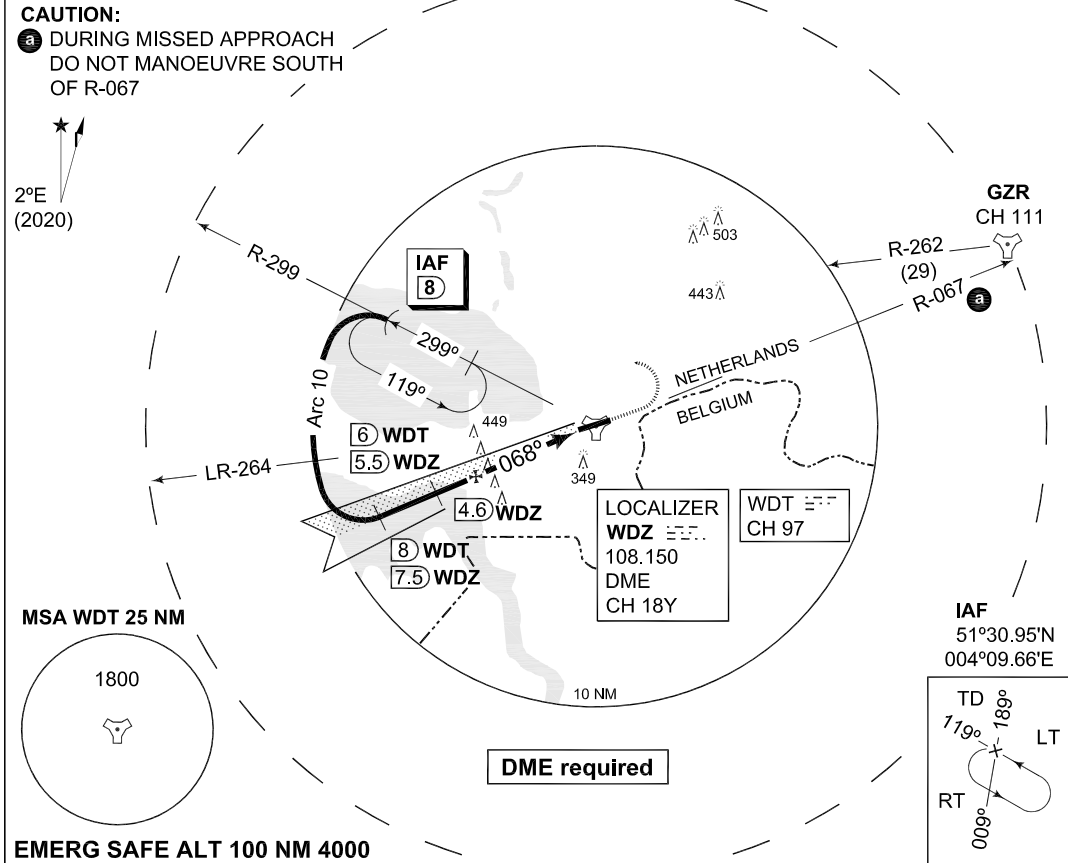 CAUTION:
a DURING MISSED APPROACH
DO NOT MANOEUVRE SOUTH
OF R-067
2ºE
(2020)
GZR
CH 111
503
R-262
(29)
R-067
a
443
R-299
IAF
8
299º
119º
Arc 10
NETHERLANDS
BELGIUM
449
6 WDT
5.5 WDZ
068º
LR-264
349
4.6 WDZ
8 WDT
7.5 WDZ
LOCALIZER
WDZ
108.150
DME
CH 18Y
WDT
CH 97
10 NM
MSA WDT 25 NM
1800
DME required
IAF
51º30.95'N
004º09.66'E
TD
189º
119º
LT
RT
009º
EMERG SAFE ALT 100 NM 4000